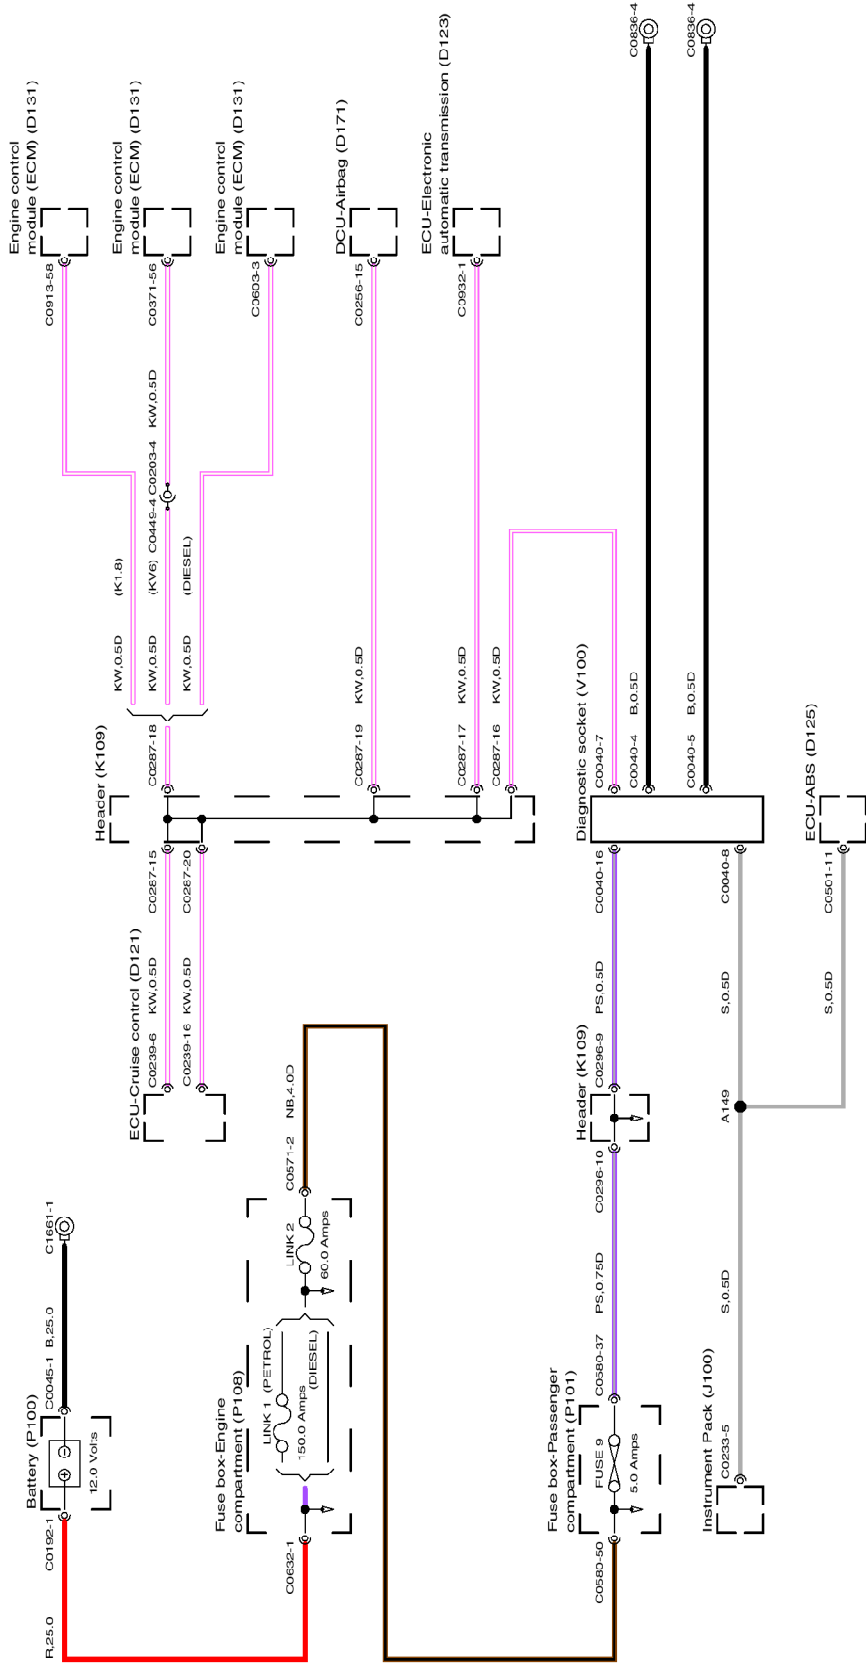 Battery (P100)
12.0 Volts
C0192-1
R,25.0
C0045-1
B,25.0
C1661-1
Fuse box-Engine
compartment (P108)
C0632-1
LINK 1 (PETROL)
150.0 Amps
(DIESEL)
LINK 2
60.0 Amps
C0571-2
NB,4.0D
Fuse box-Passenger
compartment (P101)
C0580-50
FUSE 9
5.0 Amps
C0580-37
PS,0.75D
C0296-10
Header (K109)
C0296-9
PS,0.5D
C0040-16
Instrument Pack (J100)
C0233-5
S,0.5D
A149
S,0.5D
C0040-8
S,0.5D
C0501-11
ECU-ABS (D125)
ECU-Cruise control (D121)
C0239-6
KW,0.5D
C0287-15
C0239-16
KW,0.5D
C0287-20
Header (K109)
C0287-18
KW,0.5D
(K1.8)
KW,0.5D
(KV6)
C0449-4
C0203-4
KW,0.5D
KW,0.5D
(DIESEL)
C0913-58
Engine control
module (ECM) (D131)
C0371-56
Engine control
module (ECM) (D131)
C0603-3
Engine control
module (ECM) (D131)
C0287-19
KW,0.5D
C0256-15
DCU-Airbag (D171)
C0287-17
KW,0.5D
C0932-1
ECU-Electronic
automatic transmission (D123)
C0287-16
KW,0.5D
Diagnostic socket (V100)
C0040-7
C0040-4
B,0.5D
C0836-4
C0040-5
B,0.5D
C0836-4